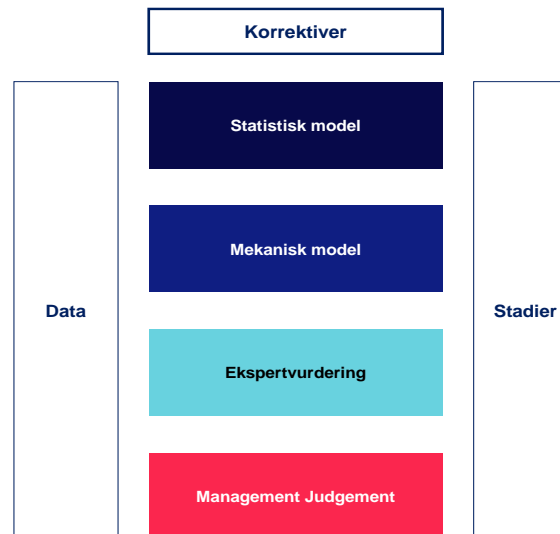 Korrektiver
Statistisk model
Mekanisk model
Data
Stadier
Ekspertvurdering
Management Judgement